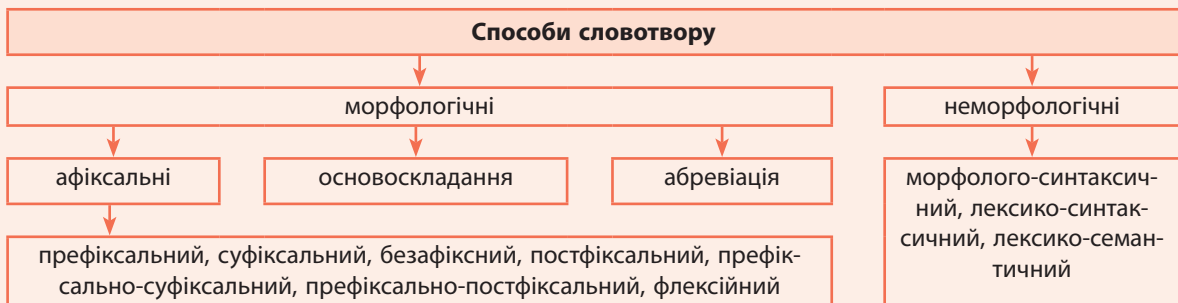 Способи словотвору
морфологічні
неморфологічні
афіксальні
основоскладання
абревіація
морфолого-синтаксич-
ний, лексико-синтак-
сичний, лексико-семан-
тичний
префіксальний, суфіксальний, безафіксний, постфіксальний, префік-
сально-суфіксальний, префіксально-постфіксальний, флексійний